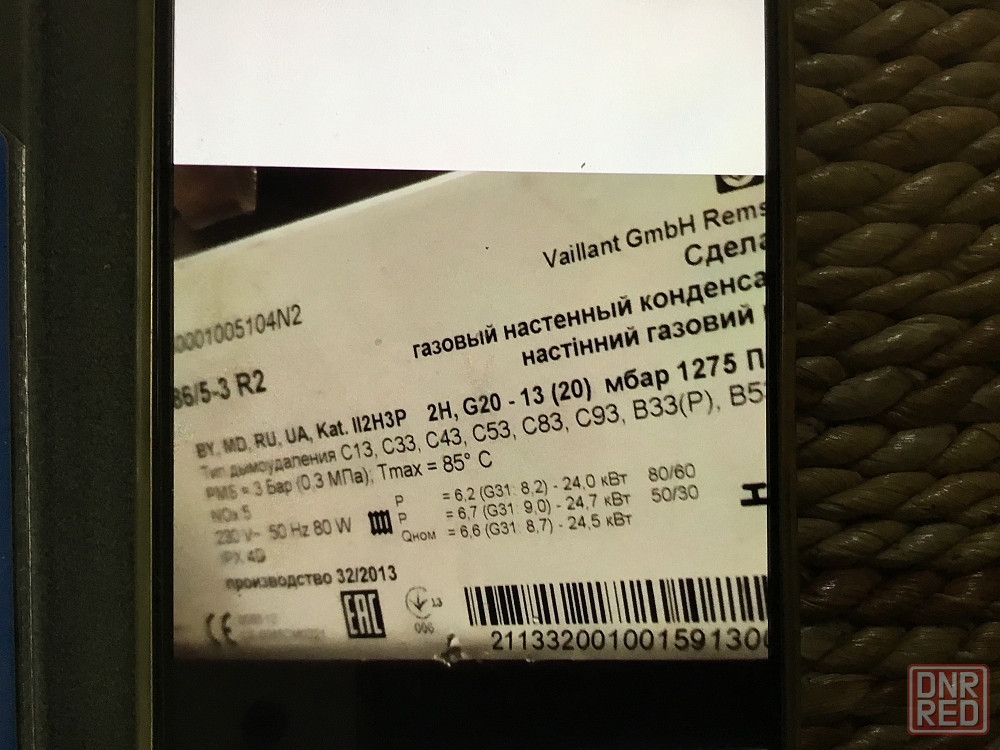 Vaillant GmbH Rems
Сдела
0001005104N2
газовый настенный конденса
настінний газовий
36/5-3 R2
BY, MD, RU, UA, Kat. II2H3P 2H, G20 - 13 (20) мбар 1275 П
Тип дымоудаления C13, C33, C43, C53, C83, C93, B33(P), B5
PMS = 3 Бар (0,3 МПа); Tmax = 85° C
NOx 5
230 V~ 50 Hz 80 W
IPX 4D
P = 6,2 (G31: 8,2) - 24,0 кВт 80/60
P = 6,7 (G31: 9,0) - 24,7 кВт 50/30
Qном = 6,6 (G31: 8,7) - 24,5 кВт
производство 32/2013
CE
EAC
13
006
211332001001591300
DNR
RED